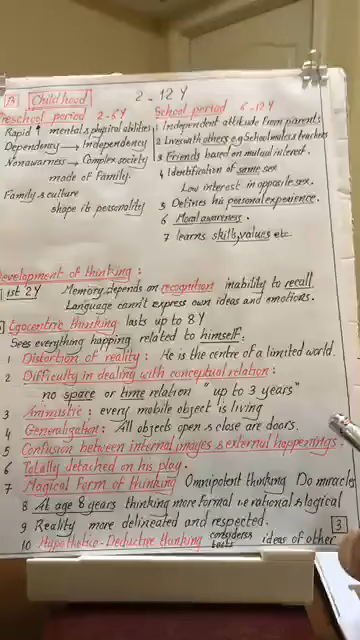 Childhood 2 - 12 Y
Preschool period 2-6Y
Rapid ↑ mental & physical abilities
Dependency → Independency
Nonawarness → Complex society
made of Family.
Family & culture
shape its personality
School period 6-12Y
1 Independent attitude from parents
2 Lives with others e.g School mates & teachers
3 Friends based on mutual interest.
4 Identification of same sex
Low interest in opposite sex.
5 Defines his personal experience.
6 Moral awareness.
7 learns skills, values etc.
Development of thinking:
1st 2Y Memory depends on recognition inability to recall
Language cann't express own ideas and emotions.
Egocentric thinking lasts up to 8Y
Sees everything happing related to himself:
1 Distortion of reality: He is the centre of a limited world.
2 Difficulty in dealing with conceptual relation:
no space or time relation "up to 3 years"
3 Animistic: every mobile object is living
4 Generalization: All objects open & close are doors.
5 Confusion between internal images & external happenings.
6 Totally detached on his play.
7 Magical Form of thinking Omnipotent thinking Do miracles
8 At age 8 years thinking more Formal i.e rational & logical
9 Reality more delineated and respected.
10 Hypothetic-Deductive thinking considers ideas of other
3